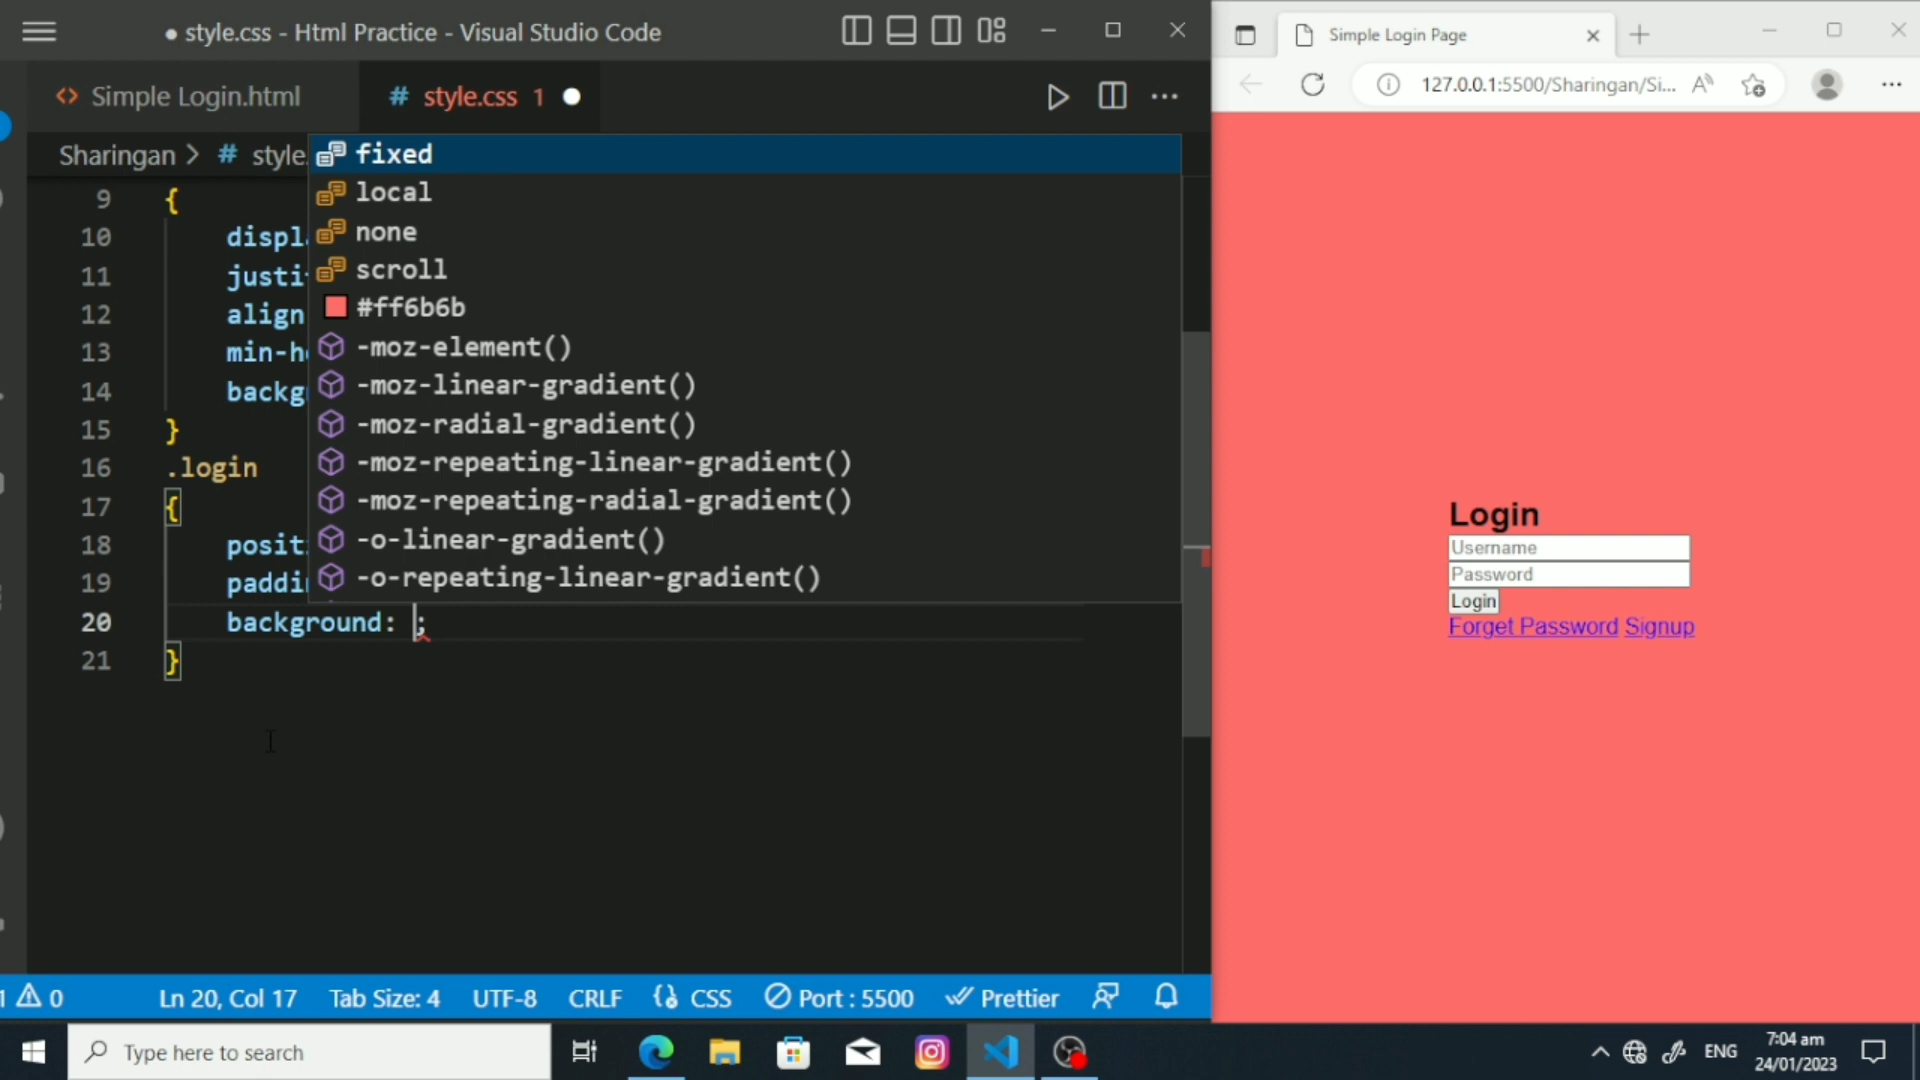 ● style.css - Html Practice - Visual Studio Code
<> Simple Login.html
# style.css 1 ●
Sharingan > # style.
9 {
10 displ
11 justi
12 align
13 min-h
14 backg
15 }
16 .login
17 {
18 posit
19 paddi
20 background: ;
21 }
fixed
local
none
scroll
#ff6b6b
-moz-element()
-moz-linear-gradient()
-moz-radial-gradient()
-moz-repeating-linear-gradient()
-moz-repeating-radial-gradient()
-o-linear-gradient()
-o-repeating-linear-gradient()
1 0 Ln 20, Col 17 Tab Size: 4 UTF-8 CRLF CSS Port : 5500 Prettier
Simple Login Page
127.0.0.1:5500/Sharingan/Si...
Login
Username
Password
Login
Forget Password Signup
Type here to search
ENG
7:04 am
24/01/2023